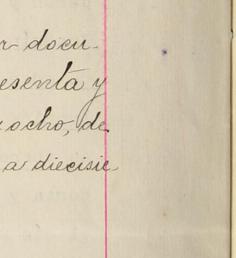 r docu-
esenta y
ocho, de
a diecisie